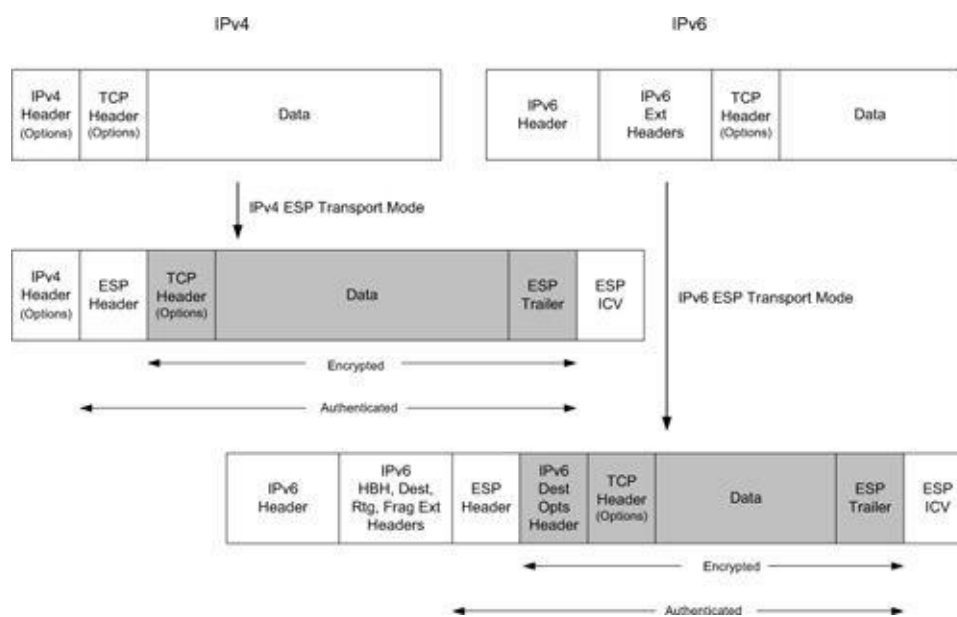 IPv4
IPv6
IPv4
Header
(Options)
TCP
Header
(Options)
Data
IPv6
Header
IPv6
Ext
Headers
TCP
Header
(Options)
Data
IPv4 ESP Transport Mode
IPv4
Header
(Options)
ESP
Header
TCP
Header
(Options)
Data
ESP
Trailer
ESP
ICV
IPv6 ESP Transport Mode
Encrypted
Authenticated
IPv6
Header
IPv6
HBH, Dest,
Rtg, Frag Ext
Headers
ESP
Header
IPv6
Dest
Opts
Header
TCP
Header
(Options)
Data
ESP
Trailer
ESP
ICV
Encrypted
Authenticated